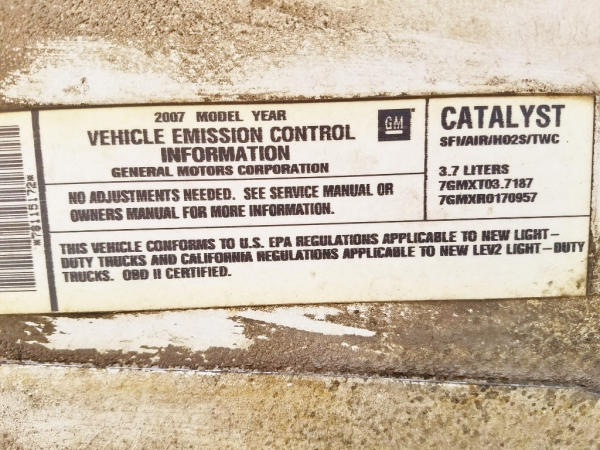 *78115172*
2007 MODEL YEAR
VEHICLE EMISSION CONTROL
INFORMATION
GENERAL MOTORS CORPORATION
GM
NO ADJUSTMENTS NEEDED. SEE SERVICE MANUAL OR
OWNERS MANUAL FOR MORE INFORMATION.
CATALYST
SFI/AIR/HO2S/TWC
3.7 LITERS
7GMXT03.7187
7GMXR0170957
THIS VEHICLE CONFORMS TO U.S. EPA REGULATIONS APPLICABLE TO NEW LIGHT-
DUTY TRUCKS AND CALIFORNIA REGULATIONS APPLICABLE TO NEW LEV2 LIGHT-DUTY
TRUCKS. OBD II CERTIFIED.